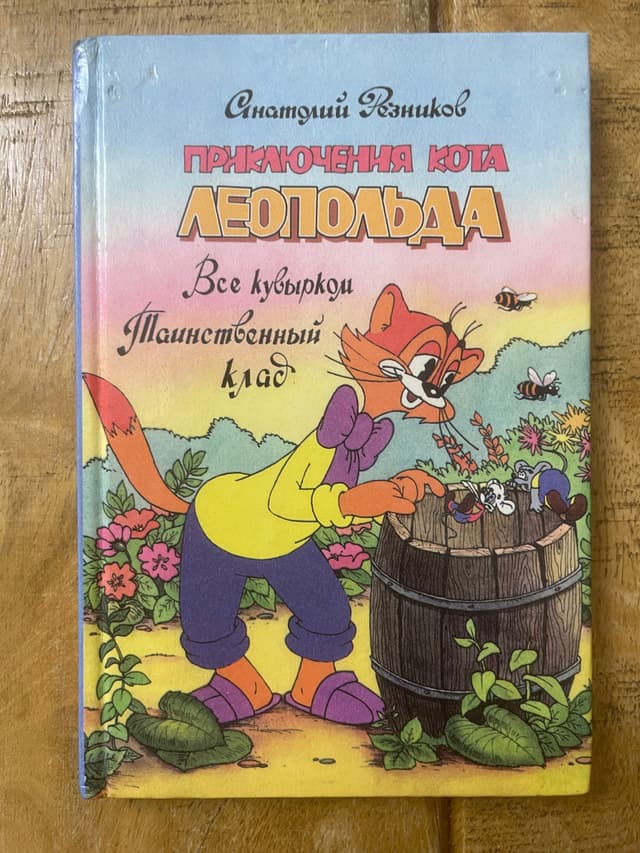 Анатолий Резников
ПРИКЛЮЧЕНИЯ КОТА
ЛЕОПОЛЬДА
Все кувырком
Таинственный
клад